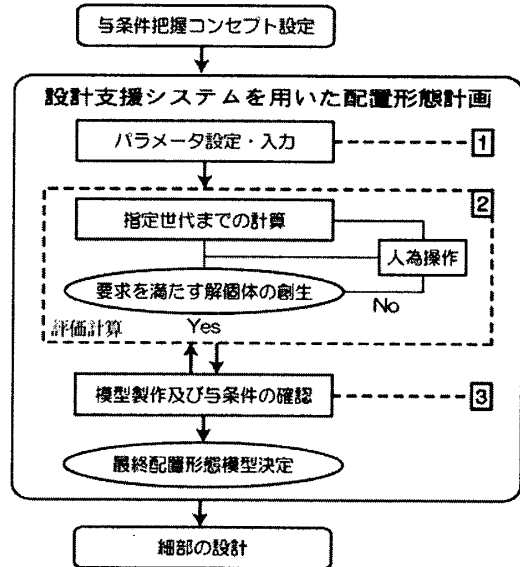 与条件把握コンセプト設定
設計支援システムを用いた配置形態計画
パラメータ設定・入力
1
2
指定世代までの計算
人為操作
要求を満たす解個体の創生
No
Yes
評価計算
模型製作及び与条件の確認
3
最終配置形態模型決定
細部の設計